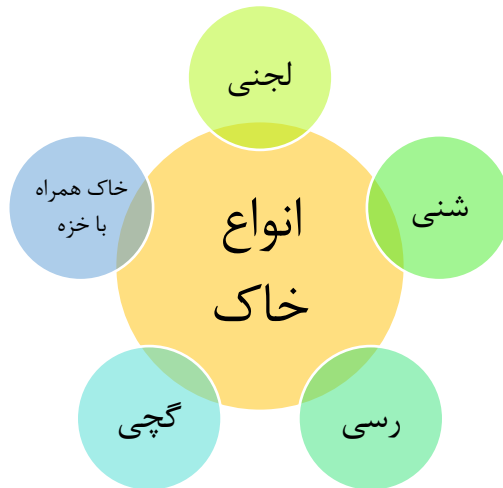 لجنی
شنی
رسی
گچی
خاک همراه
با خزه
انواع
خاک